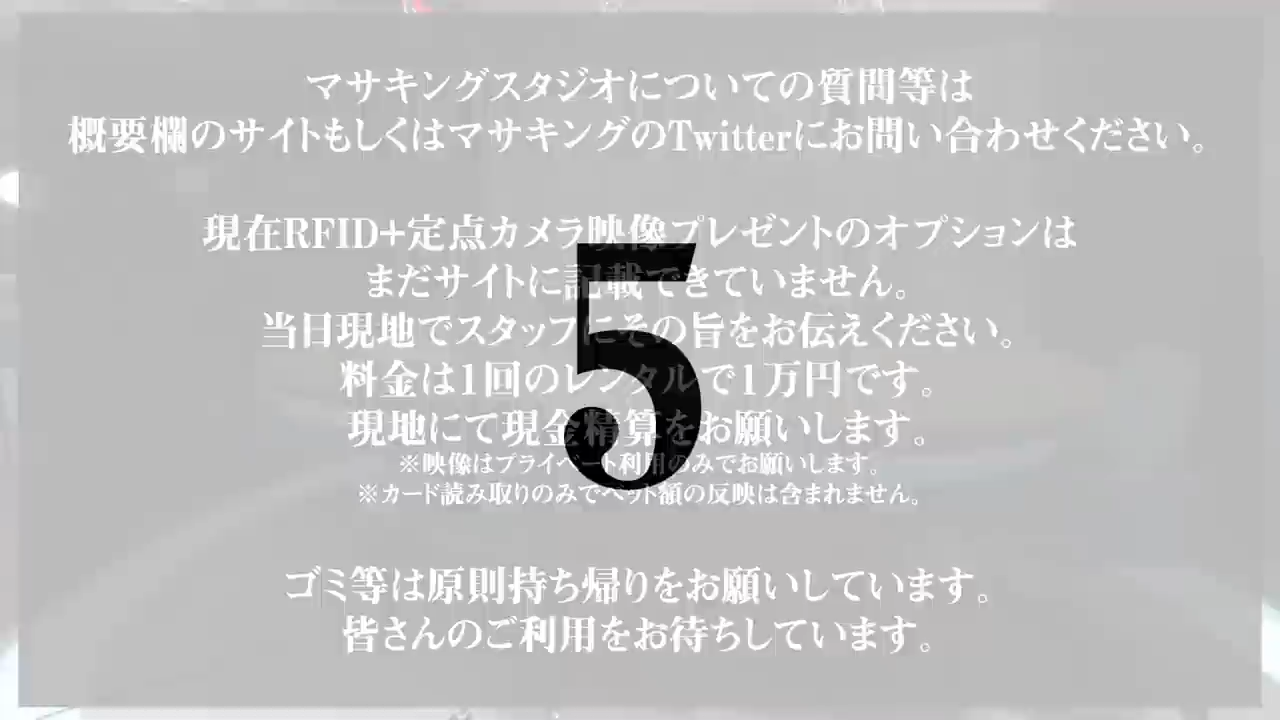 マサキングスタジオについての質問等は
概要欄のサイトもしくはマサキングのTwitterにお問い合わせください。
現在RFID+定点カメラ映像プレゼントのオプションは
まだサイトに記載できていません。
当日現地でスタッフにその旨をお伝えください。
料金は1回のレンタルで1万円です。
現地にて現金精算をお願いします。
※映像はプライベート利用のみでお願いします。
※カード読み取りのみでベット額の反映は含まれません。
5
ゴミ等は原則持ち帰りをお願いしています。
皆さんのご利用をお待ちしています。